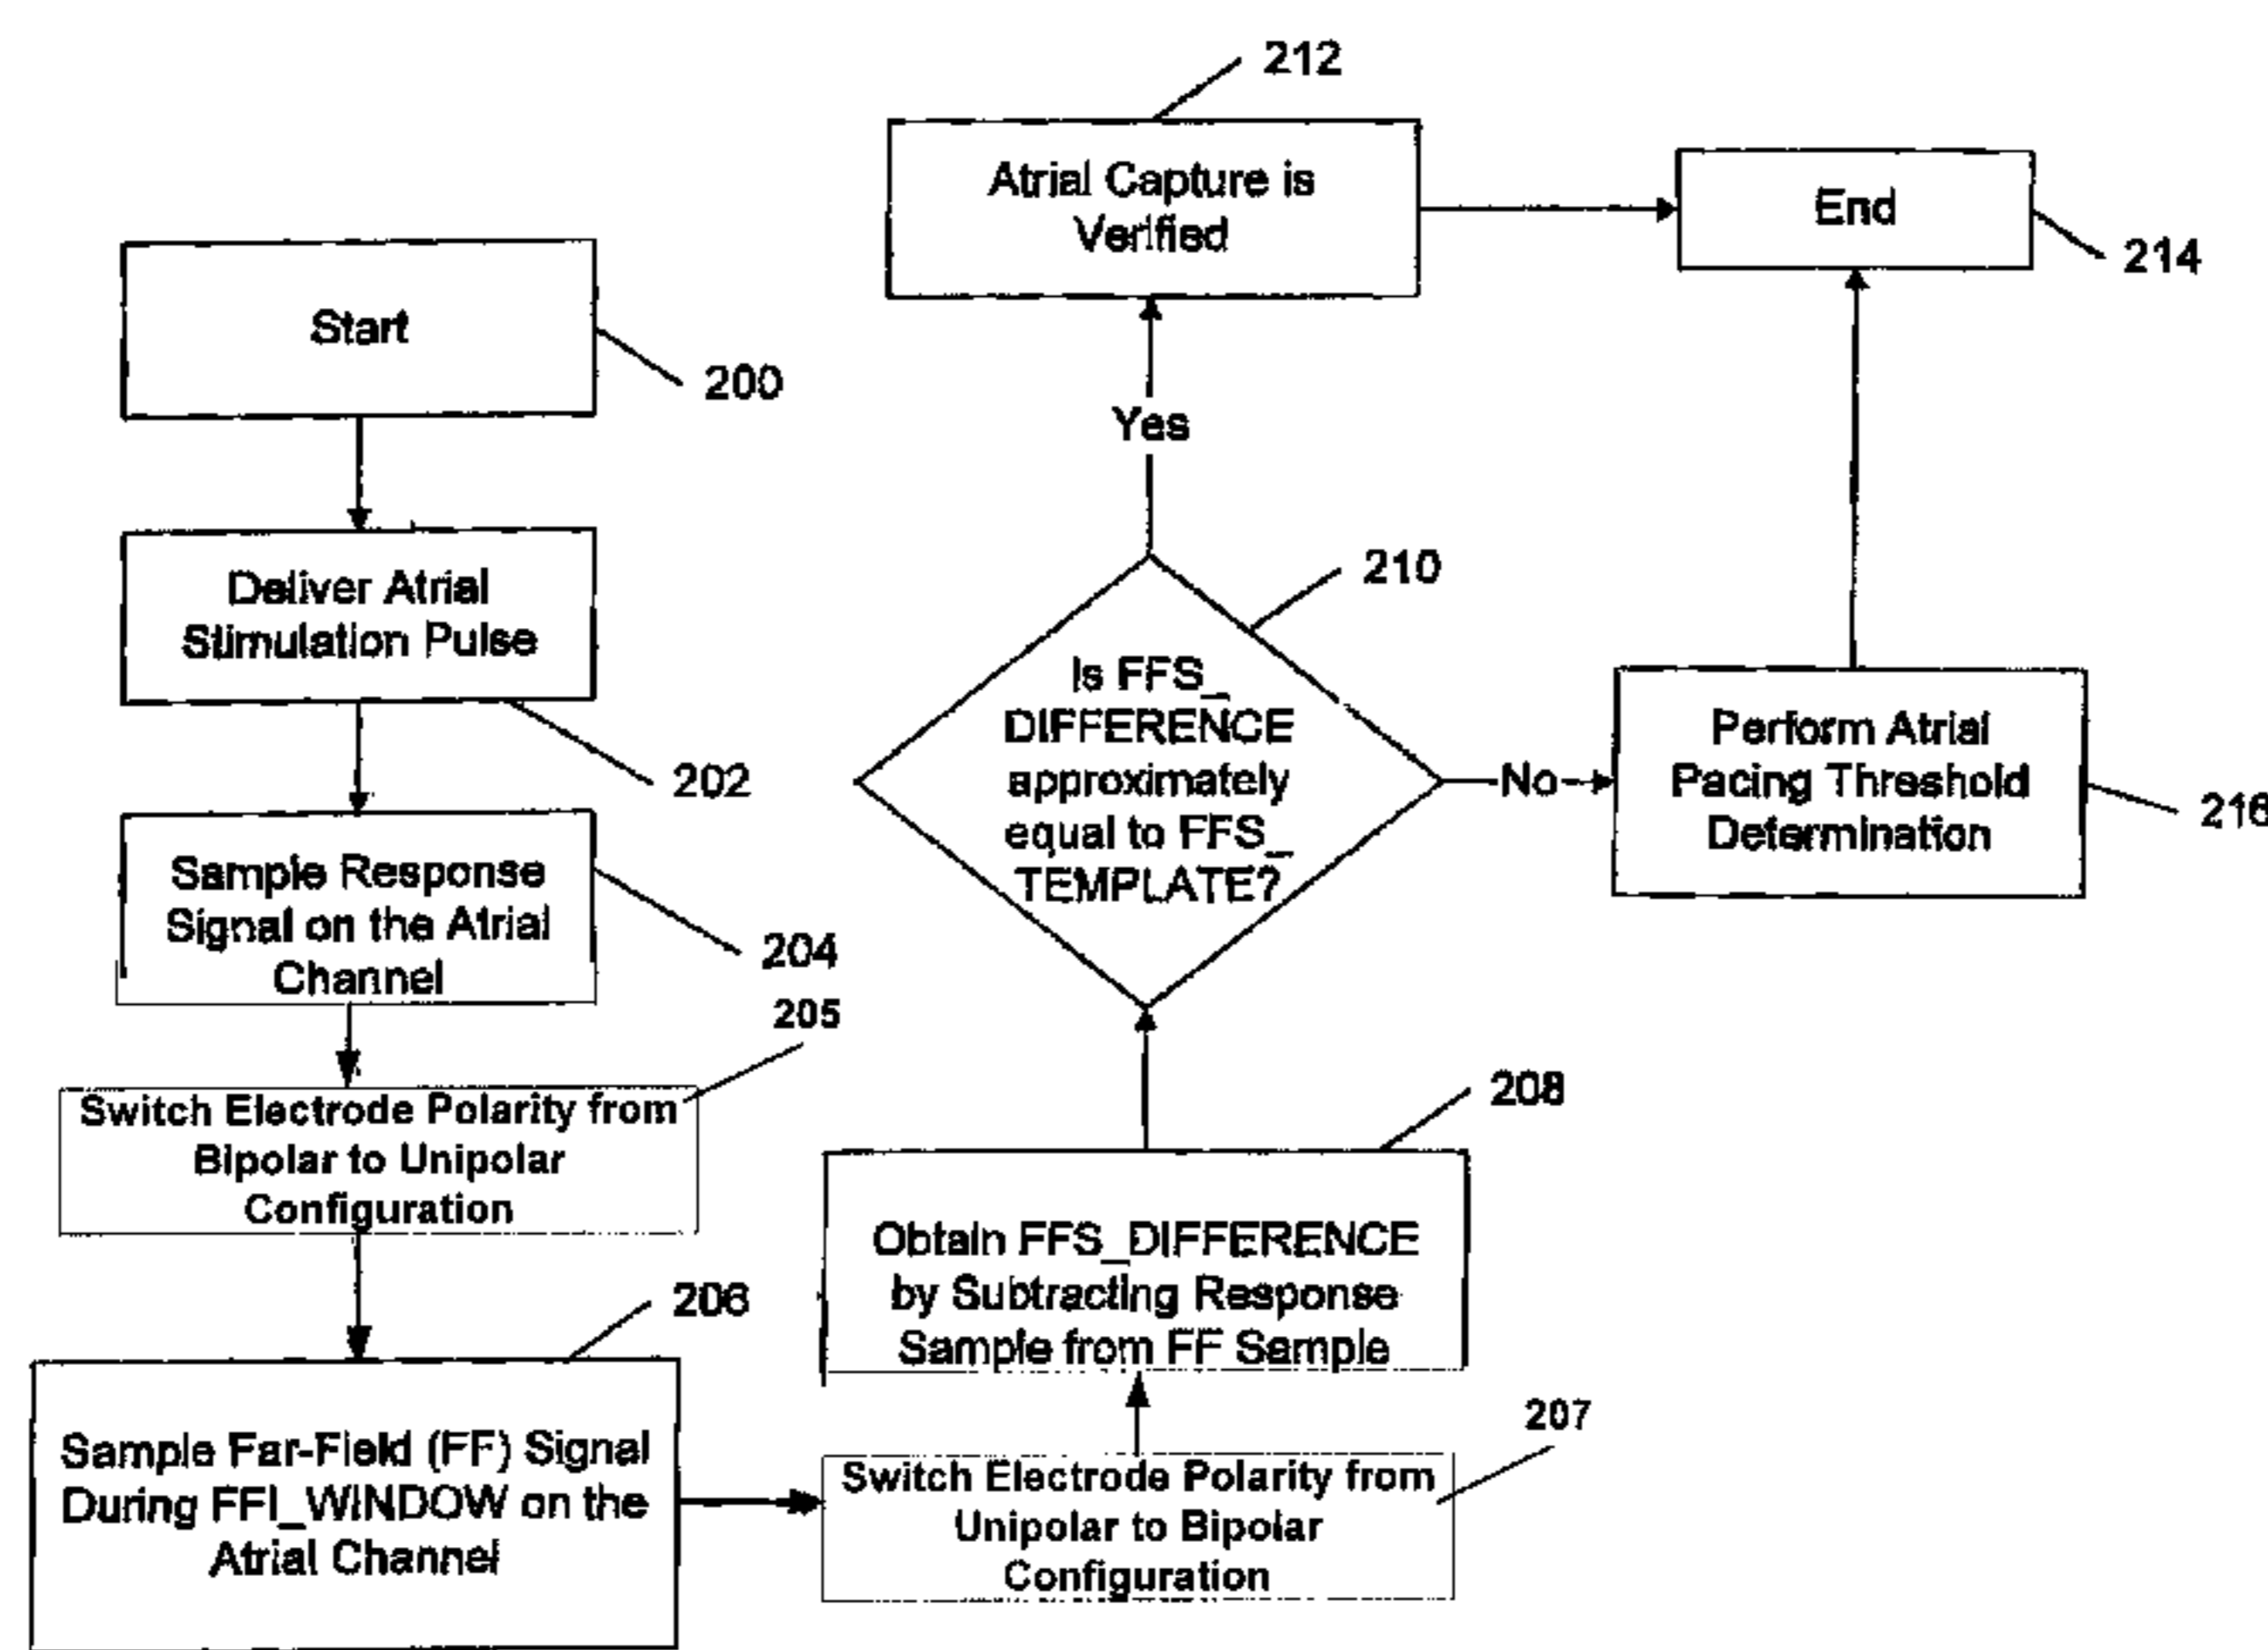 Start
200
Deliver Atrial
Stimulation Pulse
202
Sample Response
Signal on the Atrial
Channel
204
205
Switch Electrode Polarity from
Bipolar to Unipolar
Configuration
206
Sample Far-Field (FF) Signal
During FFI_WINDOW on the
Atrial Channel
207
Switch Electrode Polarity from
Unipolar to Bipolar
Configuration
208
Obtain FFS_DIFFERENCE
by Subtracting Response
Sample from FF Sample
210
Is FFS_
DIFFERENCE
approximately
equal to FFS_
TEMPLATE?
Yes
No
212
Atrial Capture is
Verified
End
214
Perform Atrial
Pacing Threshold
Determination
216